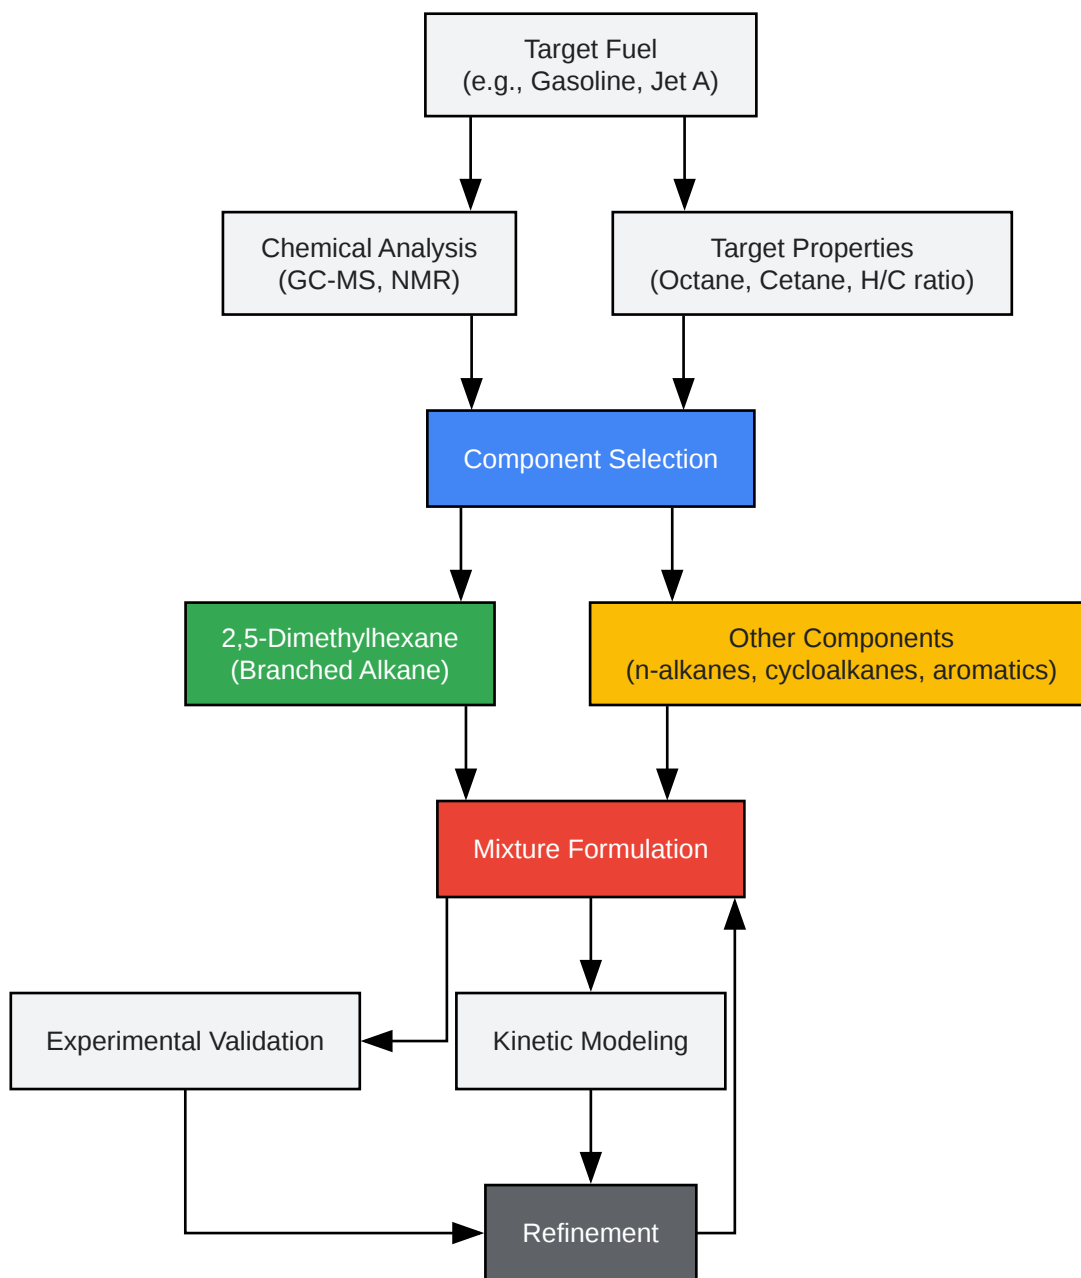 Target Fuel
(e.g., Gasoline, Jet A)
Chemical Analysis
(GC-MS, NMR)
Target Properties
(Octane, Cetane, H/C ratio)
Component Selection
2,5-Dimethylhexane
(Branched Alkane)
Other Components
(n-alkanes, cycloalkanes, aromatics)
Mixture Formulation
Experimental Validation
Kinetic Modeling
Refinement